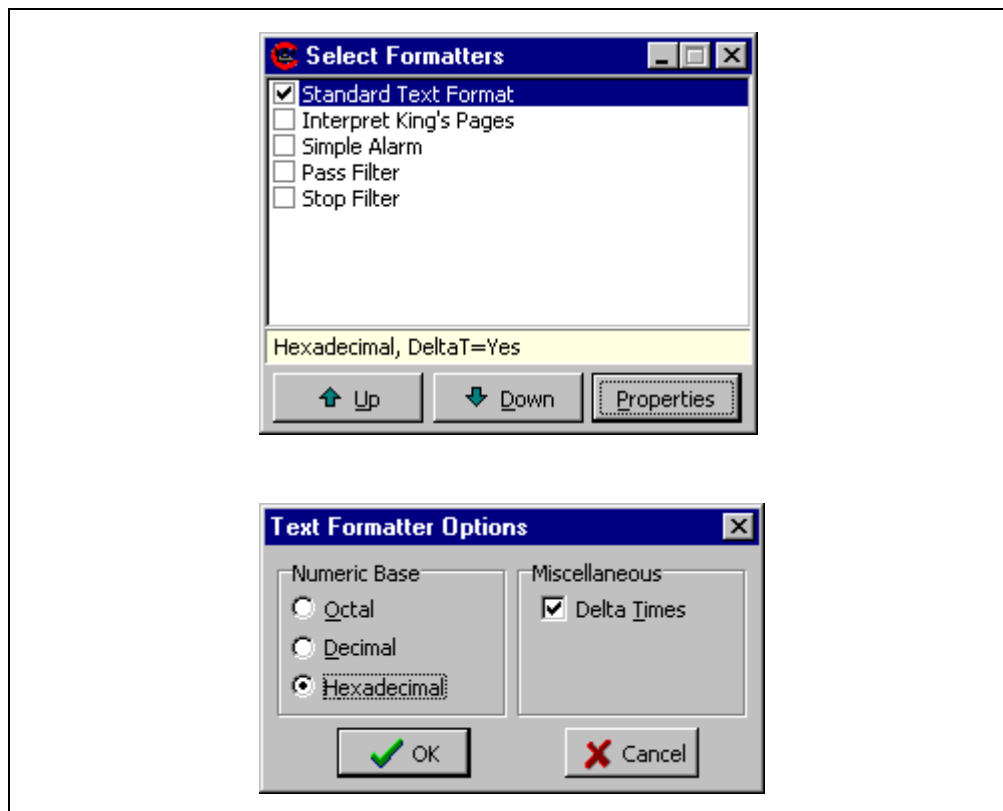 Select Formatters
Standard Text Format
Interpret King's Pages
Simple Alarm
Pass Filter
Stop Filter
Hexadecimal, DeltaT=Yes
Up Down Properties
Text Formatter Options
Numeric Base Miscellaneous
Octal Delta Times
Decimal
Hexadecimal
OK Cancel